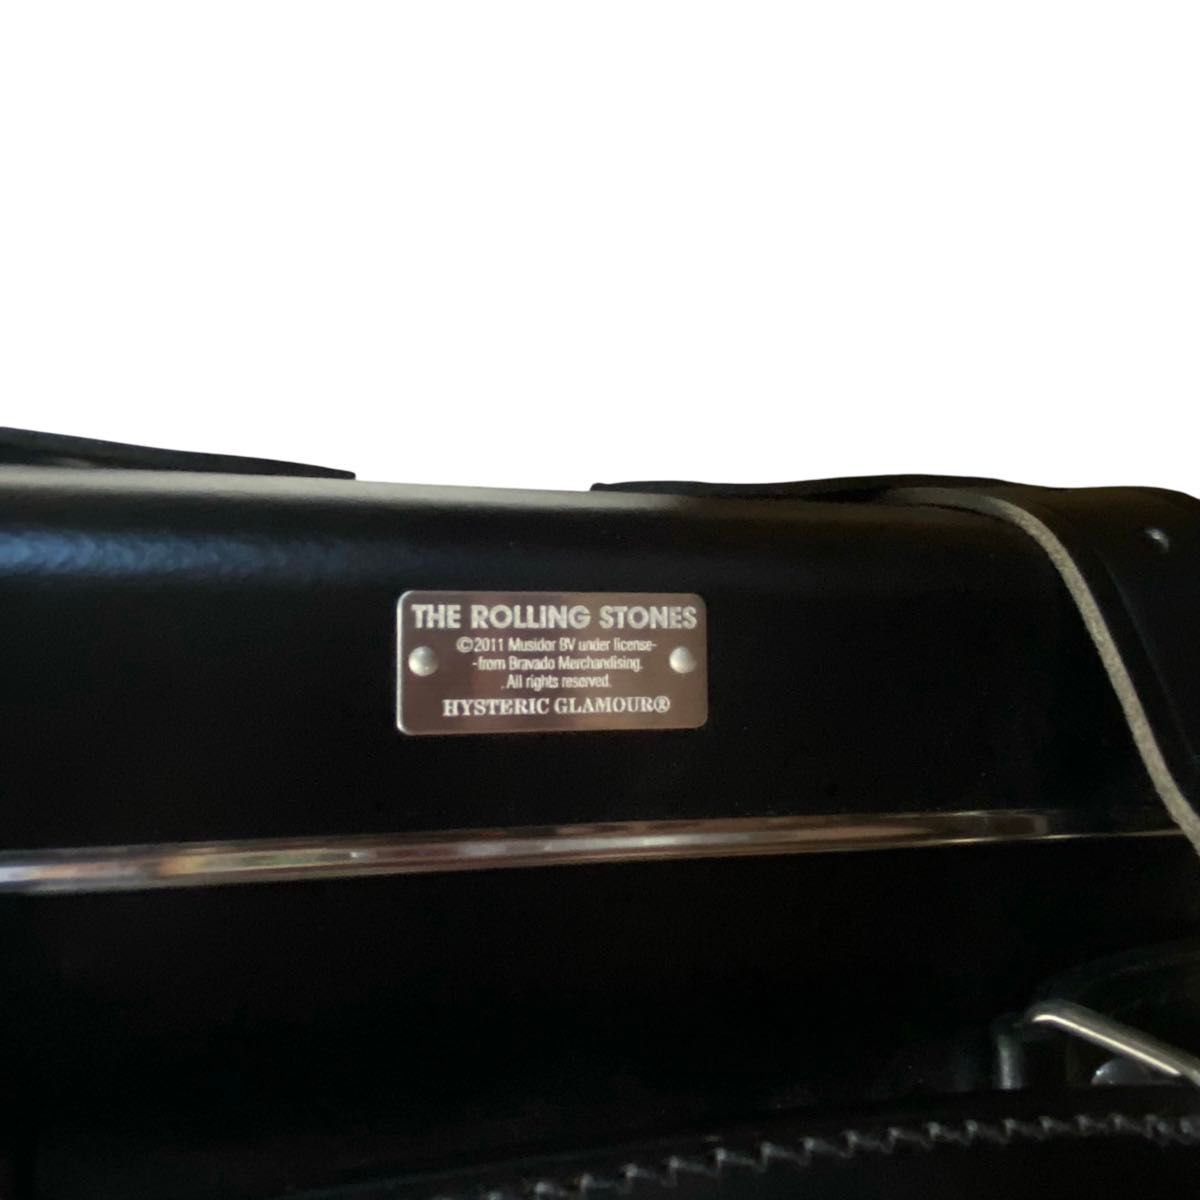 THE ROLLING STONES
©2011 Musidor BV under license-
-from Bravado Merchandising.
.All rights reserved.
HYSTERIC GLAMOUR®